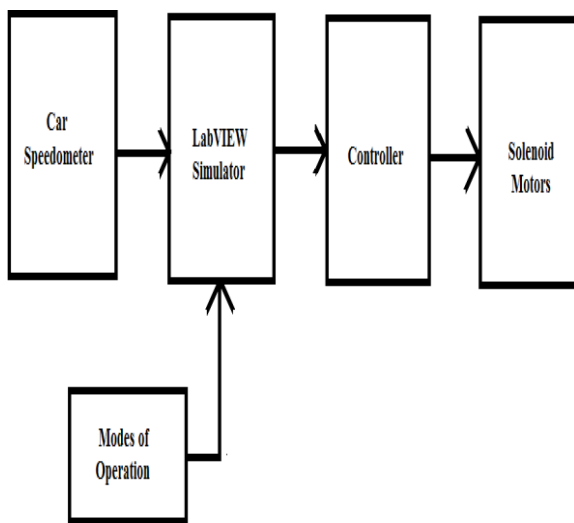 Car
Speedometer
LabVIEW
Simulator
Controller
Solenoid
Motors
Modes of
Operation